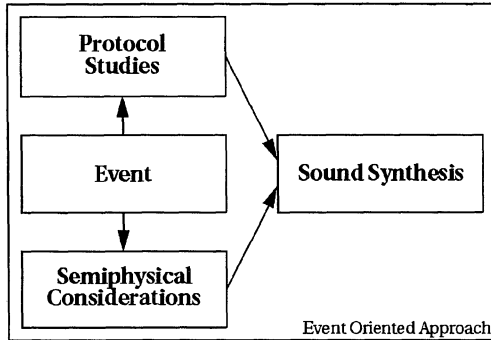 Protocol
Studies
Event
Sound Synthesis
Semiphysical
Considerations
Event Oriented Approach